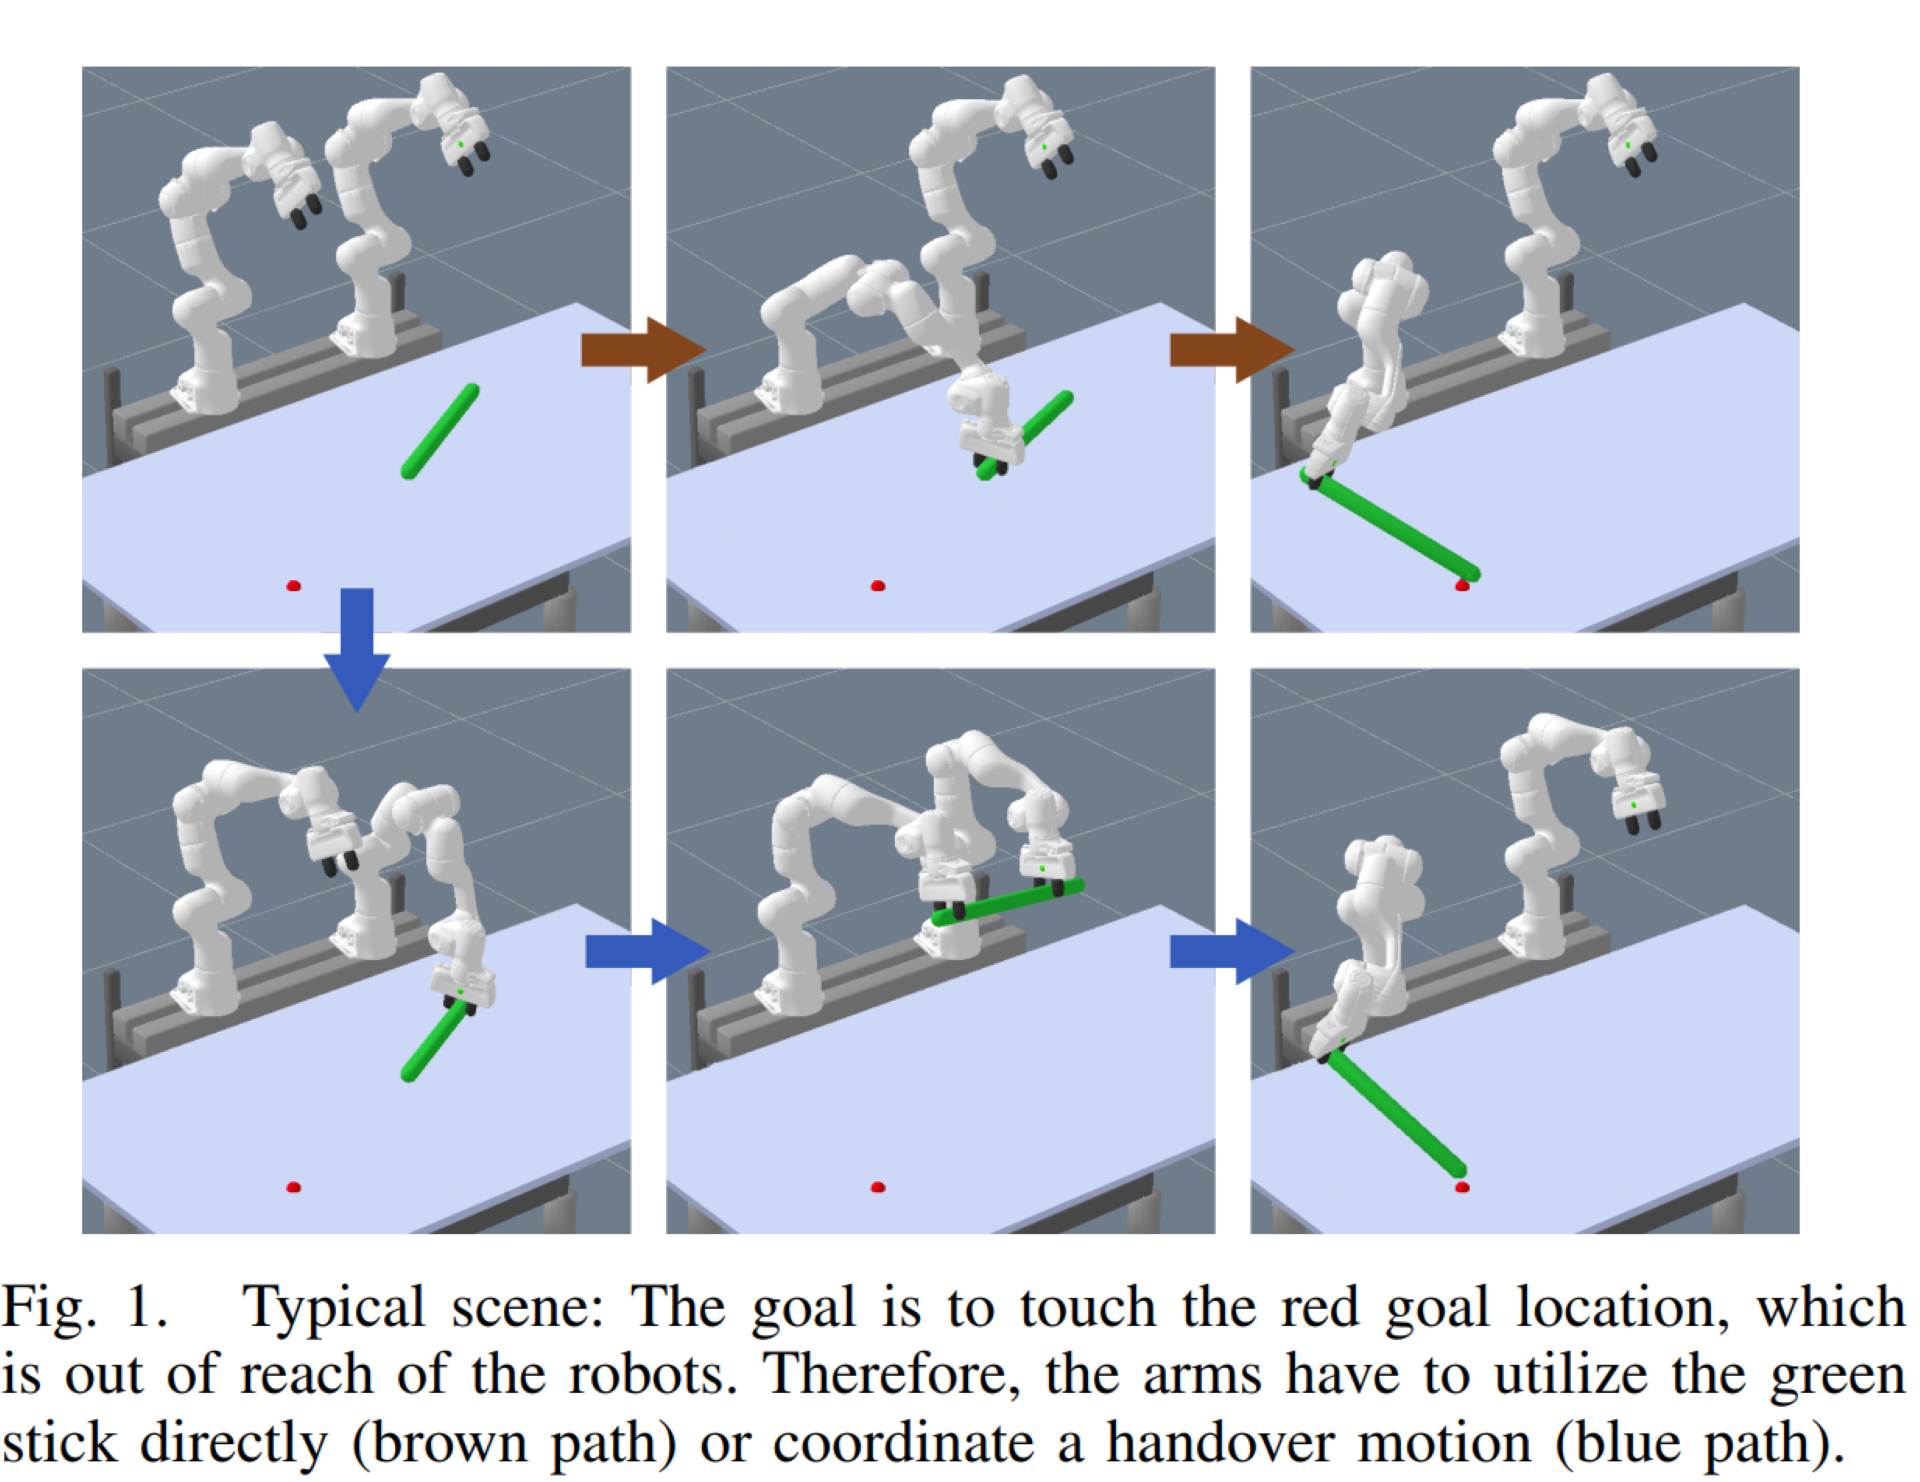 Fig. 1. Typical scene: The goal is to touch the red goal location, which
is out of reach of the robots. Therefore, the arms have to utilize the green
stick directly (brown path) or coordinate a handover motion (blue path).